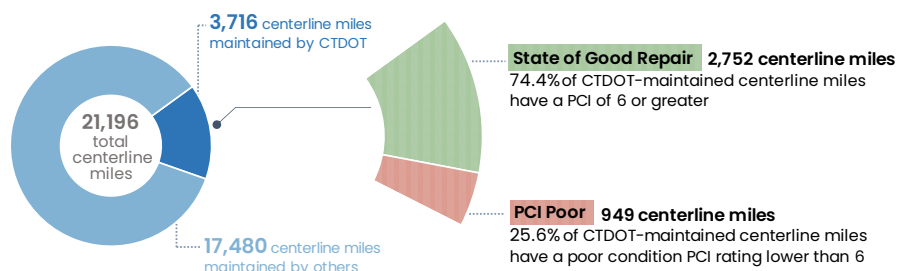 3,716 centerline miles
maintained by CTDOT
21,196
total
centerline
miles
17,480 centerline miles
maintained by others
State of Good Repair 2,752 centerline miles
74.4% of CTDOT-maintained centerline miles
have a PCI of 6 or greater
PCI Poor 949 centerline miles
25.6% of CTDOT-maintained centerline miles
have a poor condition PCI rating lower than 6